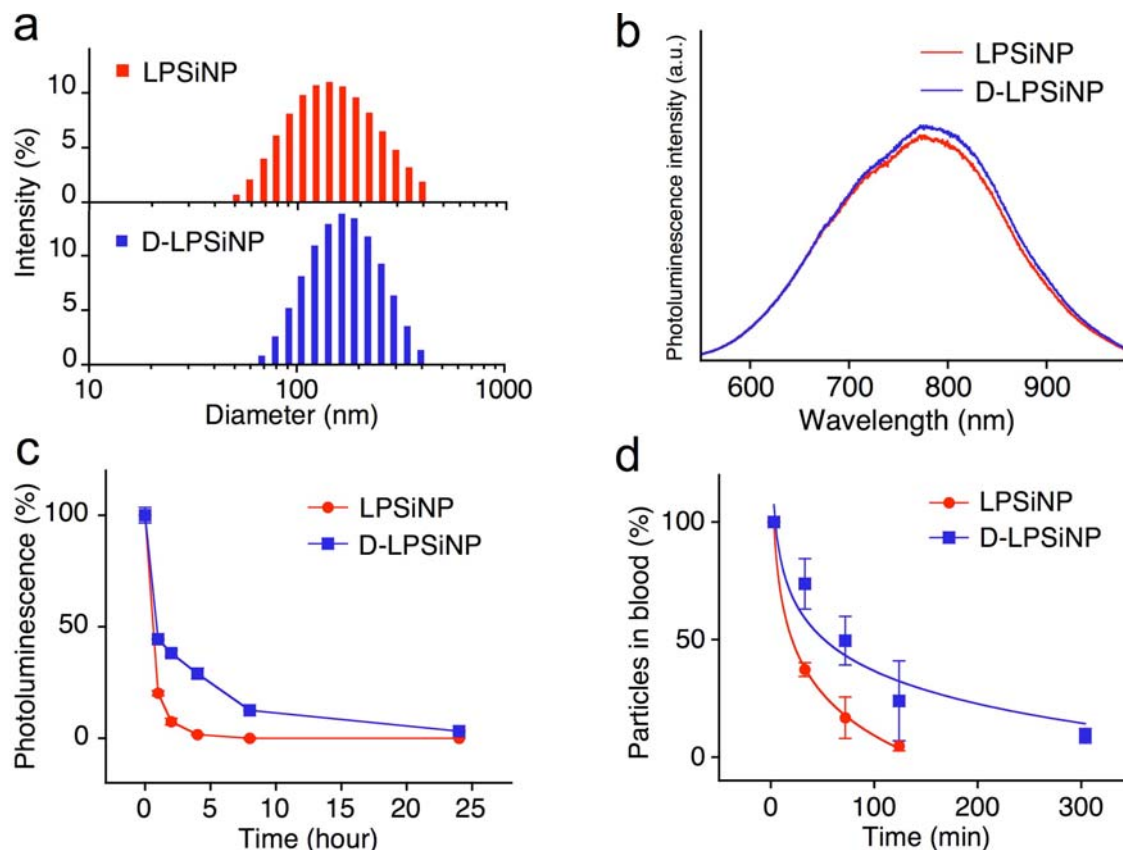 a
LPSiNP
D-LPSiNP
Intensity (%)
10
5
0
10
5
0
10
100
1000
Diameter (nm)
b
LPSiNP
D-LPSiNP
Photoluminescence intensity (a.u.)
600
700
800
900
Wavelength (nm)
c
LPSiNP
D-LPSiNP
Photoluminescence (%)
100
50
0
0
5
10
15
20
25
Time (hour)
d
LPSiNP
D-LPSiNP
Particles in blood (%)
100
50
0
0
100
200
300
Time (min)